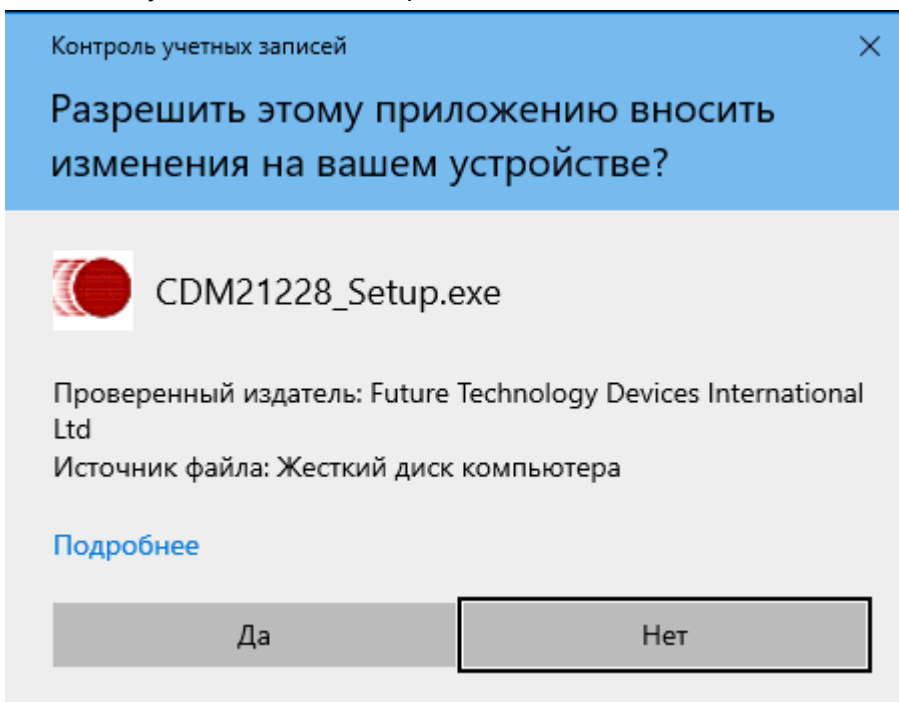 Контроль учетных записей
Разрешить этому приложению вносить
изменения на вашем устройстве?
CDM21228_Setup.exe
Проверенный издатель: Future Technology Devices International
Ltd
Источник файла: Жесткий диск компьютера
Подробнее
Да
Нет